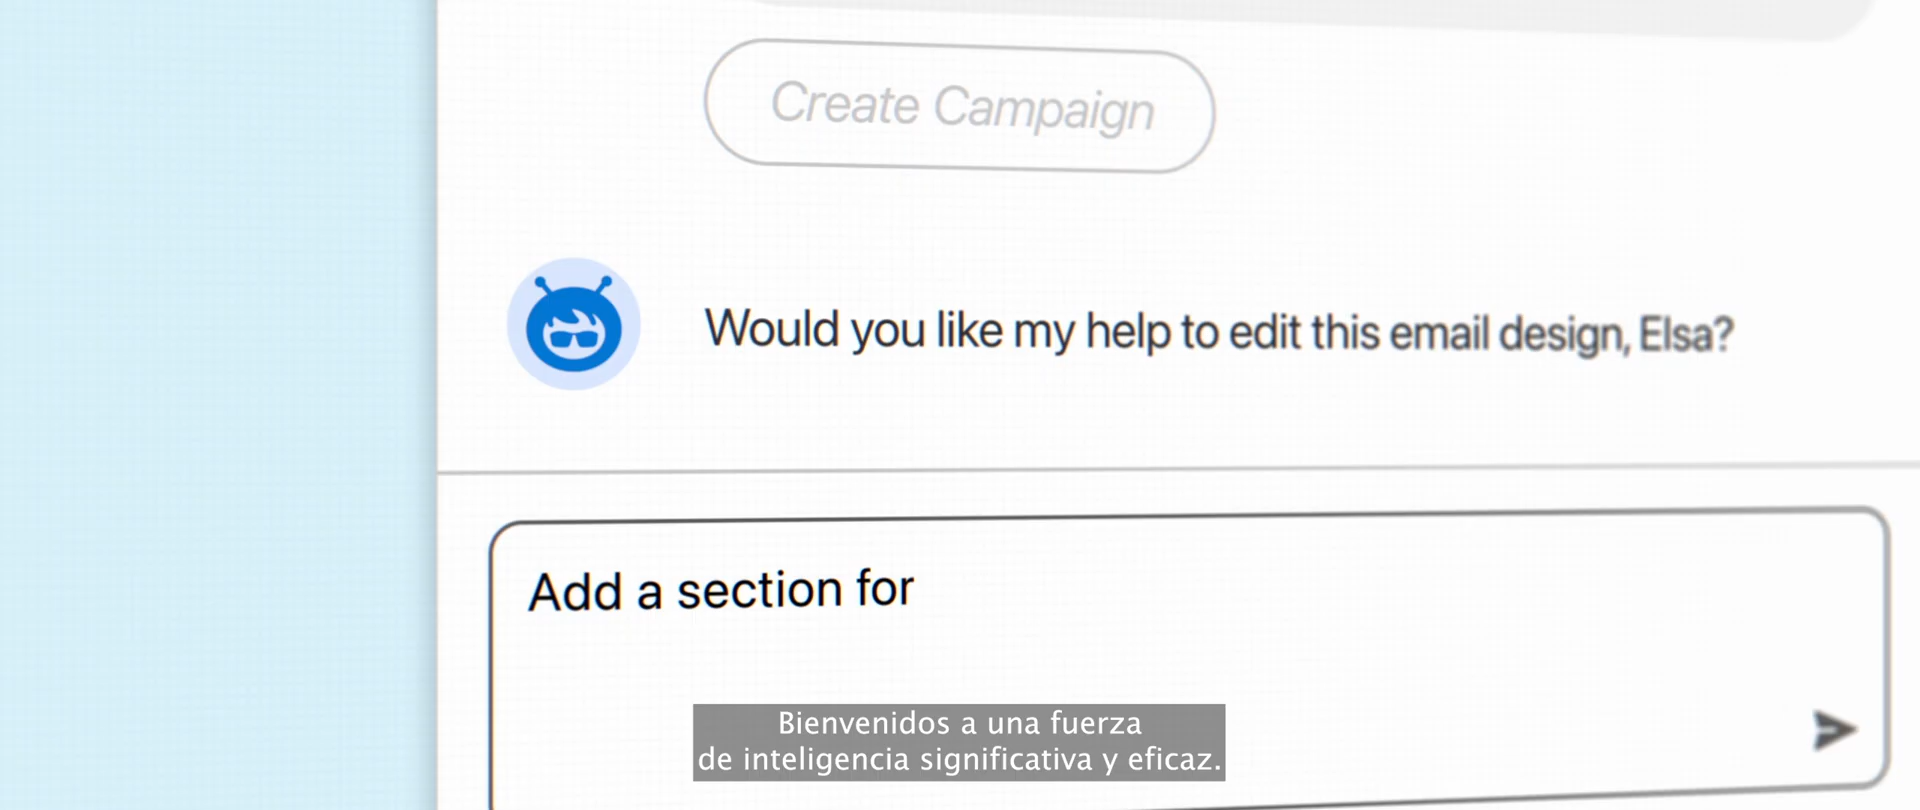 Create Campaign
Would you like my help to edit this email design, Elsa?
Add a section for
Bienvenidos a una fuerza
de inteligencia significativa y eficaz.